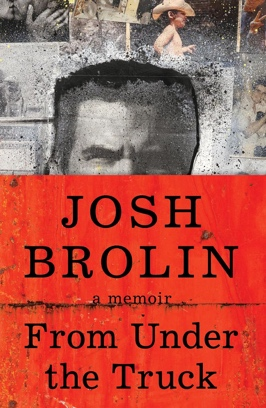 JOSH
BROLIN
a memoir
From Under
the Truck